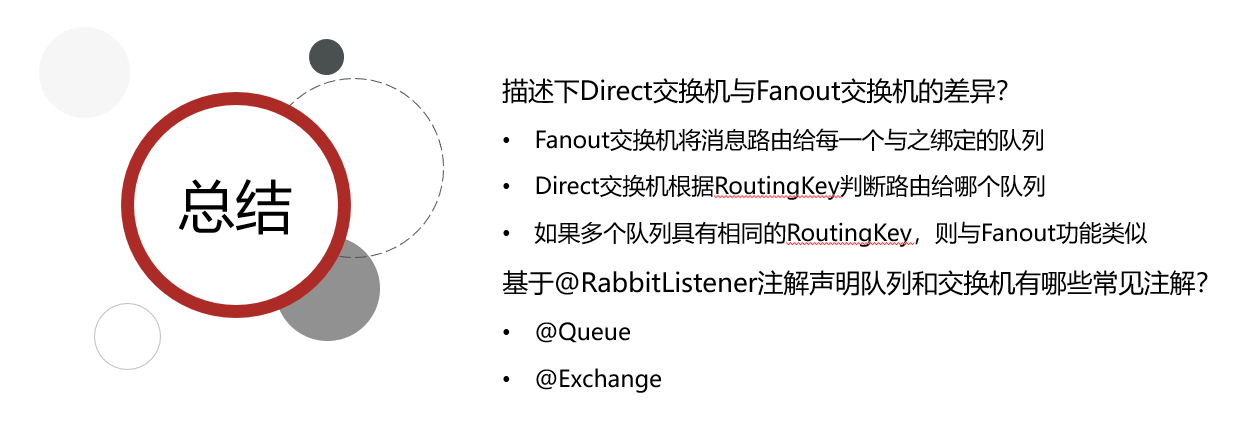 总结
描述下Direct交换机与Fanout交换机的差异？
• Fanout交换机将消息路由给每一个与之绑定的队列
• Direct交换机根据RoutingKey判断路由给哪个队列
• 如果多个队列具有相同的RoutingKey，则与Fanout功能类似
基于@RabbitListener注解声明队列和交换机有哪些常见注解？
• @Queue
• @Exchange